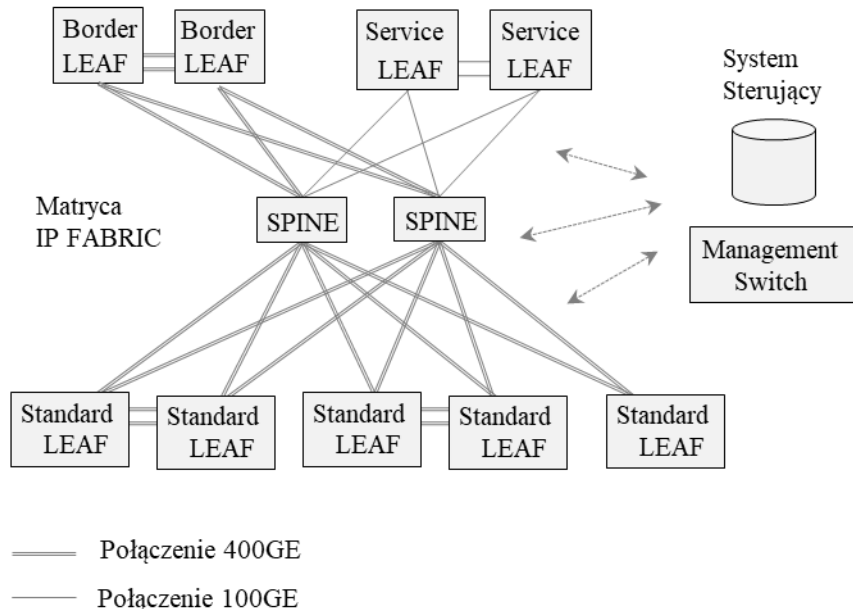 Border
LEAF
Border
LEAF
Service
LEAF
Service
LEAF
System
Sterujący
Matryca
IP FABRIC
SPINE
SPINE
Management
Switch
Standard
LEAF
Standard
LEAF
Standard
LEAF
Standard
LEAF
Standard
LEAF
Połączenie 400GE
Połączenie 100GE